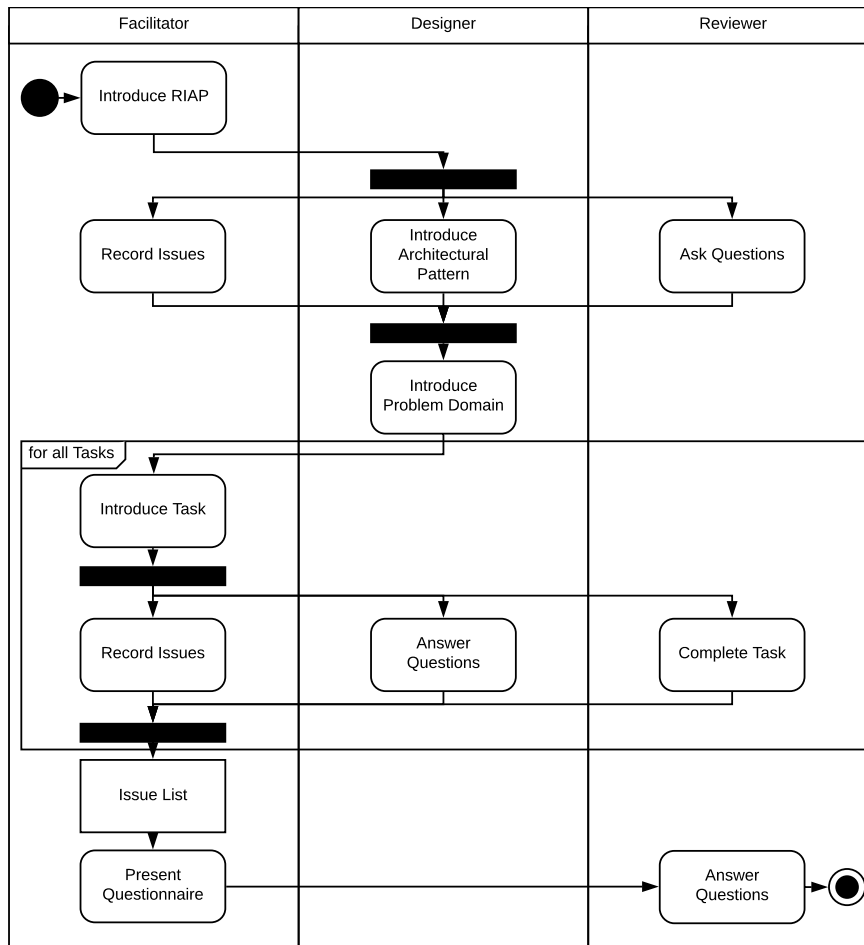 Facilitator
Designer
Reviewer
Introduce RIAP
Record Issues
Introduce
Architectural
Pattern
Ask Questions
Introduce
Problem Domain
for all Tasks
Introduce Task
Record Issues
Answer
Questions
Complete Task
Issue List
Present
Questionnaire
Answer
Questions